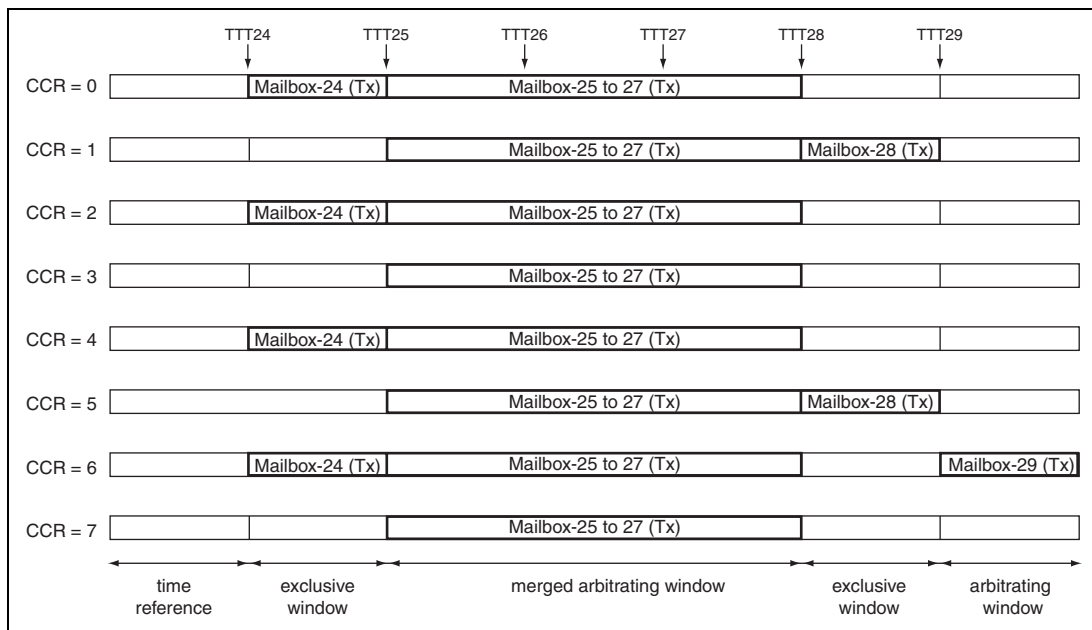 TTT24 TTT25 TTT26 TTT27 TTT28 TTT29
CCR = 0 Mailbox-24 (Tx) Mailbox-25 to 27 (Tx)
CCR = 1 Mailbox-25 to 27 (Tx) Mailbox-28 (Tx)
CCR = 2 Mailbox-24 (Tx) Mailbox-25 to 27 (Tx)
CCR = 3 Mailbox-25 to 27 (Tx)
CCR = 4 Mailbox-24 (Tx) Mailbox-25 to 27 (Tx)
CCR = 5 Mailbox-25 to 27 (Tx) Mailbox-28 (Tx)
CCR = 6 Mailbox-24 (Tx) Mailbox-25 to 27 (Tx) Mailbox-29 (Tx)
CCR = 7 Mailbox-25 to 27 (Tx)
time exclusive merged arbitrating window exclusive arbitrating
reference window window window